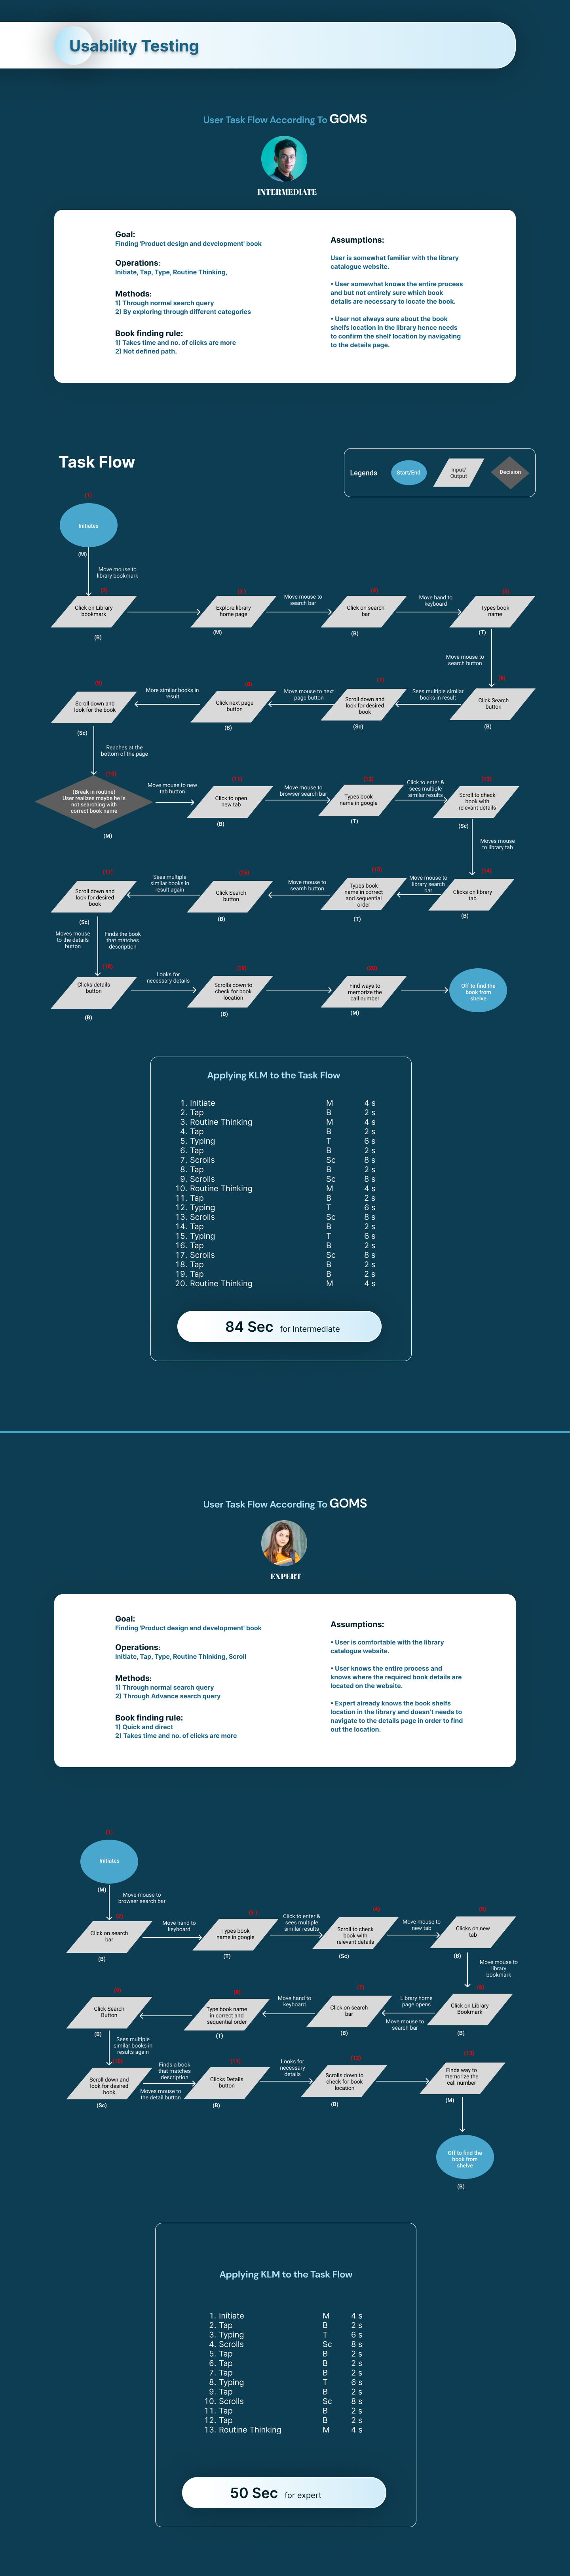 Usability Testing
User Task Flow According To GOMS
INTERMEDIATE
Goal:
Finding 'Product design and development' book
Operations:
Initiate, Tap, Type, Routine Thinking,
Methods:
1) Through normal search query
2) By exploring through different categories
Book finding rule:
1) Takes time and no. of clicks are more
2) Not defined path.
Assumptions:
User is somewhat familiar with the library
catalogue website.
• User somewhat knows the entire process
and but not entirely sure which book
details are necessary to locate the book.
• User not always sure about the book
shelfs location in the library hence needs
to confirm the shelf location by navigating
to the details page.
Task Flow
Legends
Start/End
Input/
Output
Decision
Initiates
(M)
Move mouse to
library bookmark
Click on Library
bookmark
(B)
Explore library
home page
(M)
Move mouse to
search bar
Click on search
bar
(B)
Move hand to
keyboard
Types book
name
(T)
Move mouse to
search button
Click Search
button
(B)
Sees multiple similar
books in result
Scroll down and
look for desired
book
(Sc)
Move mouse to next
page button
Click next page
button
(B)
More similar books in
result
Scroll down and
look for the book
(Sc)
Reaches at the
bottom of the page
(Break in routine)
User realizes maybe he is
not searching with
correct book name
(M)
Move mouse to new
tab button
Click to open
new tab
(B)
Move mouse to
browser search bar
Types book
name in google
(T)
Click to enter &
sees multiple
similar results
Scroll to check
book with
relevant details
(Sc)
Moves mouse
to library tab
Clicks on library
tab
(B)
Move mouse to
library search
bar
Types book
name in correct
and sequential
order
(T)
Move mouse to
search button
Click Search
button
(B)
Sees multiple
similar books in
result again
Scroll down and
look for desired
book
(Sc)
Moves mouse
to the details
button
Finds the book
that matches
description
Clicks details
button
(B)
Looks for
necessary details
Scrolls down to
check for book
location
(B)
Find ways to
memorize the
call number
(M)
Off to find the
book from
shelve
Applying KLM to the Task Flow
1. Initiate M 4 s
2. Tap B 2 s
3. Routine Thinking M 4 s
4. Tap B 2 s
5. Typing T 6 s
6. Tap B 2 s
7. Scrolls Sc 8 s
8. Tap B 2 s
9. Scrolls Sc 8 s
10. Routine Thinking M 4 s
11. Tap B 2 s
12. Typing T 6 s
13. Scrolls Sc 8 s
14. Tap B 2 s
15. Typing T 6 s
16. Tap B 2 s
17. Scrolls Sc 8 s
18. Tap B 2 s
19. Tap B 2 s
20. Routine Thinking M 4 s
84 Sec for Intermediate
User Task Flow According To GOMS
EXPERT
Goal:
Finding 'Product design and development' book
Operations:
Initiate, Tap, Type, Routine Thinking, Scroll
Methods:
1) Through normal search query
2) Through Advance search query
Book finding rule:
1) Quick and direct
2) Takes time and no. of clicks are more
Assumptions:
• User is comfortable with the library
catalogue website.
• User knows the entire process and
knows where the required book details are
located on the website.
• Expert already knows the book shelfs
location in the library and doesn't needs to
navigate to the details page in order to find
out the location.
Initiates
(M)
Move mouse to
browser search bar
Click on search
bar
(B)
Move hand to
keyboard
Types book
name in google
(T)
Click to enter &
sees multiple
similar results
Scroll to check
book with
relevant details
(Sc)
Move mouse to
new tab
Clicks on new
tab
(B)
Move mouse to
library
bookmark
Click on Library
Bookmark
(B)
Library home
page opens
Move mouse to
search bar
Click on search
bar
(B)
Move hand to
keyboard
Type book name
in correct and
sequential order
(T)
Click Search
Button
(B)
Sees multiple
similar books in
results again
Scroll down and
look for desired
book
(Sc)
Finds a book
that matches
description
Moves mouse to
the detail button
Clicks Details
button
(B)
Looks for
necessary
details
Scrolls down to
check for book
location
(B)
Finds way to
memorize the
call number
(M)
Off to find the
book from
shelve
(B)
Applying KLM to the Task Flow
1. Initiate M 4 s
2. Tap B 2 s
3. Typing T 6 s
4. Scrolls Sc 8 s
5. Tap B 2 s
6. Tap B 2 s
7. Tap B 2 s
8. Typing T 6 s
9. Tap B 2 s
10. Scrolls Sc 8 s
11. Tap B 2 s
12. Tap B 2 s
13. Routine Thinking M 4 s
50 Sec for expert